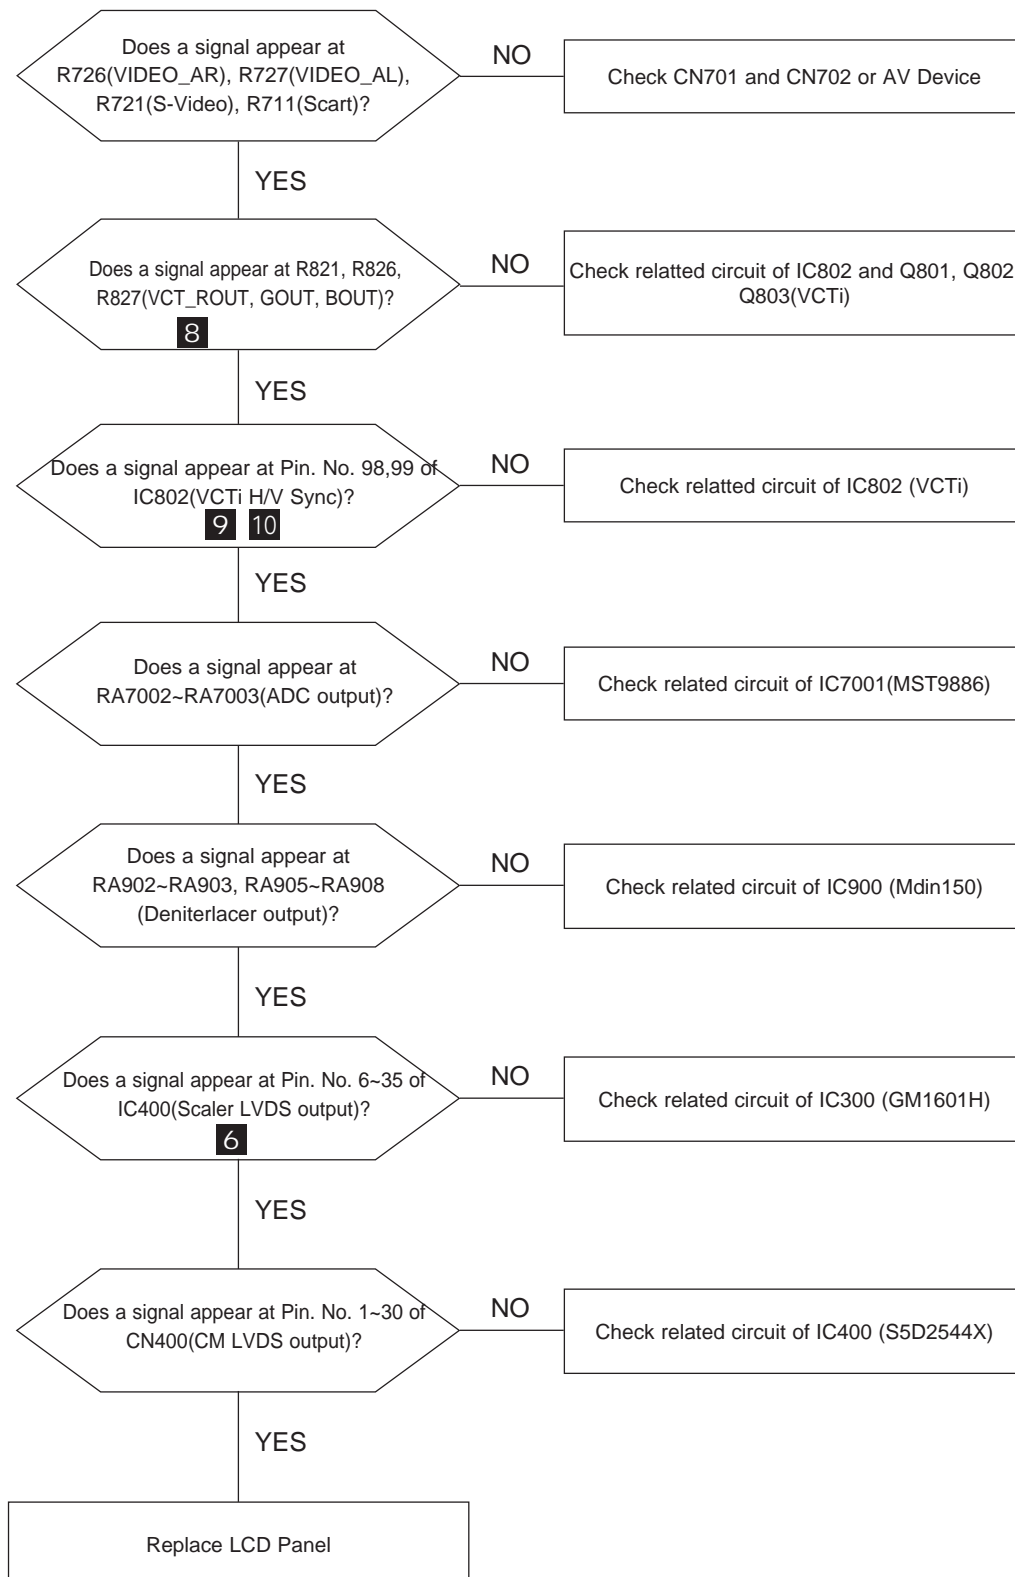 Does a signal appear at
R726(VIDEO_AR), R727(VIDEO_AL),
R721(S-Video), R711(Scart)?
NO
Check CN701 and CN702 or AV Device
YES
Does a signal appear at R821, R826,
R827(VCT_ROUT, GOUT, BOUT)?
8
NO
Check relatted circuit of IC802 and Q801, Q802
Q803(VCTi)
YES
Does a signal appear at Pin. No. 98,99 of
IC802(VCTi H/V Sync)?
9 10
NO
Check relatted circuit of IC802 (VCTi)
YES
Does a signal appear at
RA7002~RA7003(ADC output)?
NO
Check related circuit of IC7001(MST9886)
YES
Does a signal appear at
RA902~RA903, RA905~RA908
(Deniterlacer output)?
NO
Check related circuit of IC900 (Mdin150)
YES
Does a signal appear at Pin. No. 6~35 of
IC400(Scaler LVDS output)?
6
NO
Check related circuit of IC300 (GM1601H)
YES
Does a signal appear at Pin. No. 1~30 of
CN400(CM LVDS output)?
NO
Check related circuit of IC400 (S5D2544X)
YES
Replace LCD Panel